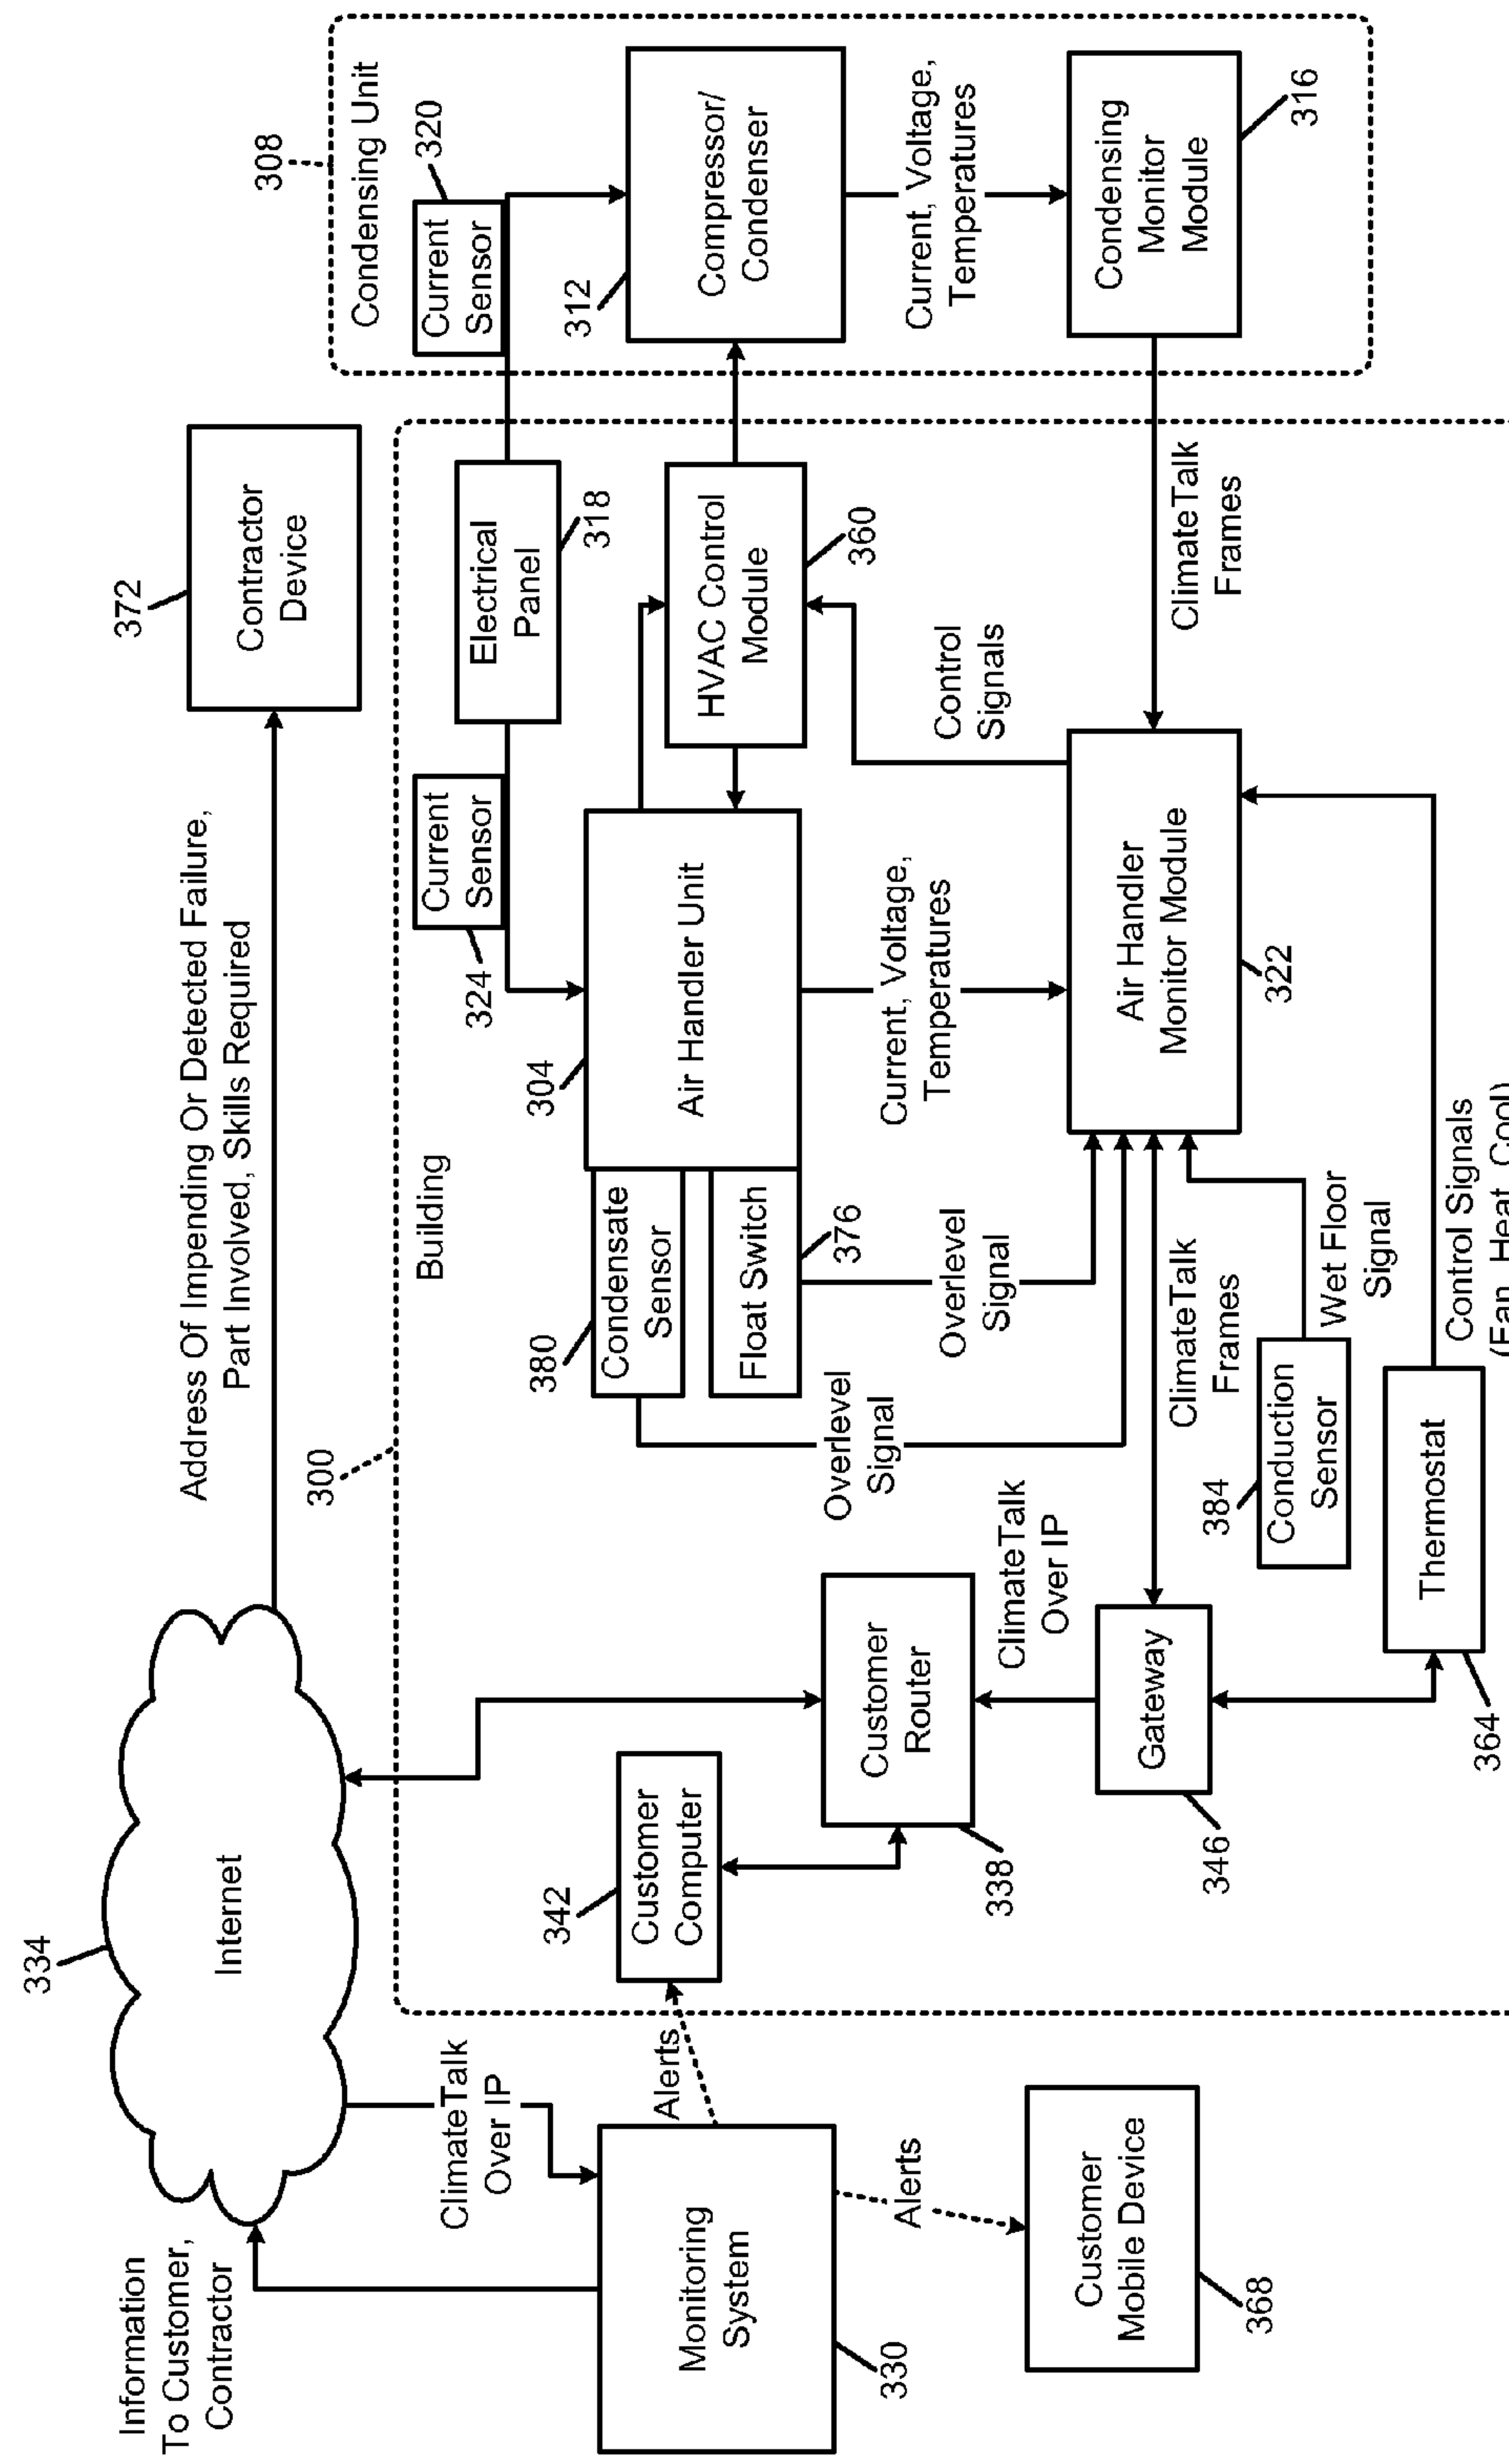 334
372
Information
To Customer,
Contractor
Internet
Address Of Impending Or Detected Failure,
Part Involved, Skills Required
Contractor
Device
308
300
Building
Condensing Unit
ClimateTalk
Over IP
Current
Sensor
324
Electrical
Panel
318
Current
Sensor
320
342
Customer
Computer
Alerts
380
Condensate
Sensor
Float Switch
376
304
Air Handler Unit
HVAC Control
Module
360
312
Compressor/
Condenser
Monitoring
System
330
Alerts
Customer
Router
338
Overlevel
Signal
Overlevel
Signal
Current, Voltage,
Temperatures
Control
Signals
Current, Voltage,
Temperatures
ClimateTalk
Over IP
Customer
Mobile Device
368
Gateway
346
ClimateTalk
Frames
Air Handler
Monitor Module
322
ClimateTalk
Frames
Condensing
Monitor
Module
316
384
Conduction
Sensor
Wet Floor
Signal
Thermostat
364
Control Signals
(Fan, Heat, Cool)